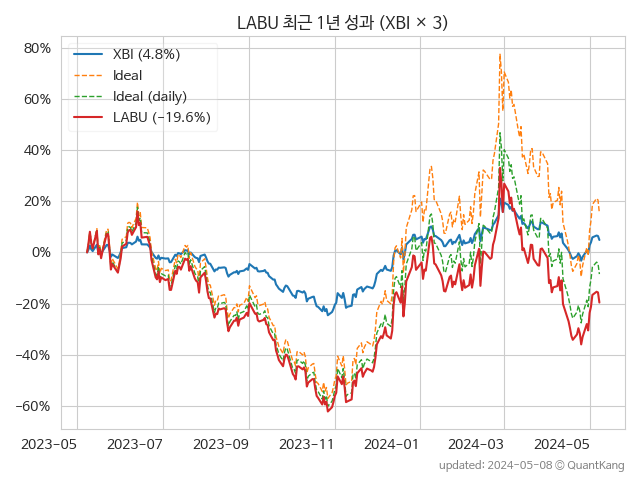 LABU 최근 1년 성과 (XBI × 3)
XBI (4.8%)
Ideal
Ideal (daily)
LABU (−19.6%)
80%
60%
40%
20%
0%
−20%
−40%
−60%
2023-05 2023-07 2023-09 2023-11 2024-01 2024-03 2024-05
updated: 2024-05-08 © QuantKang